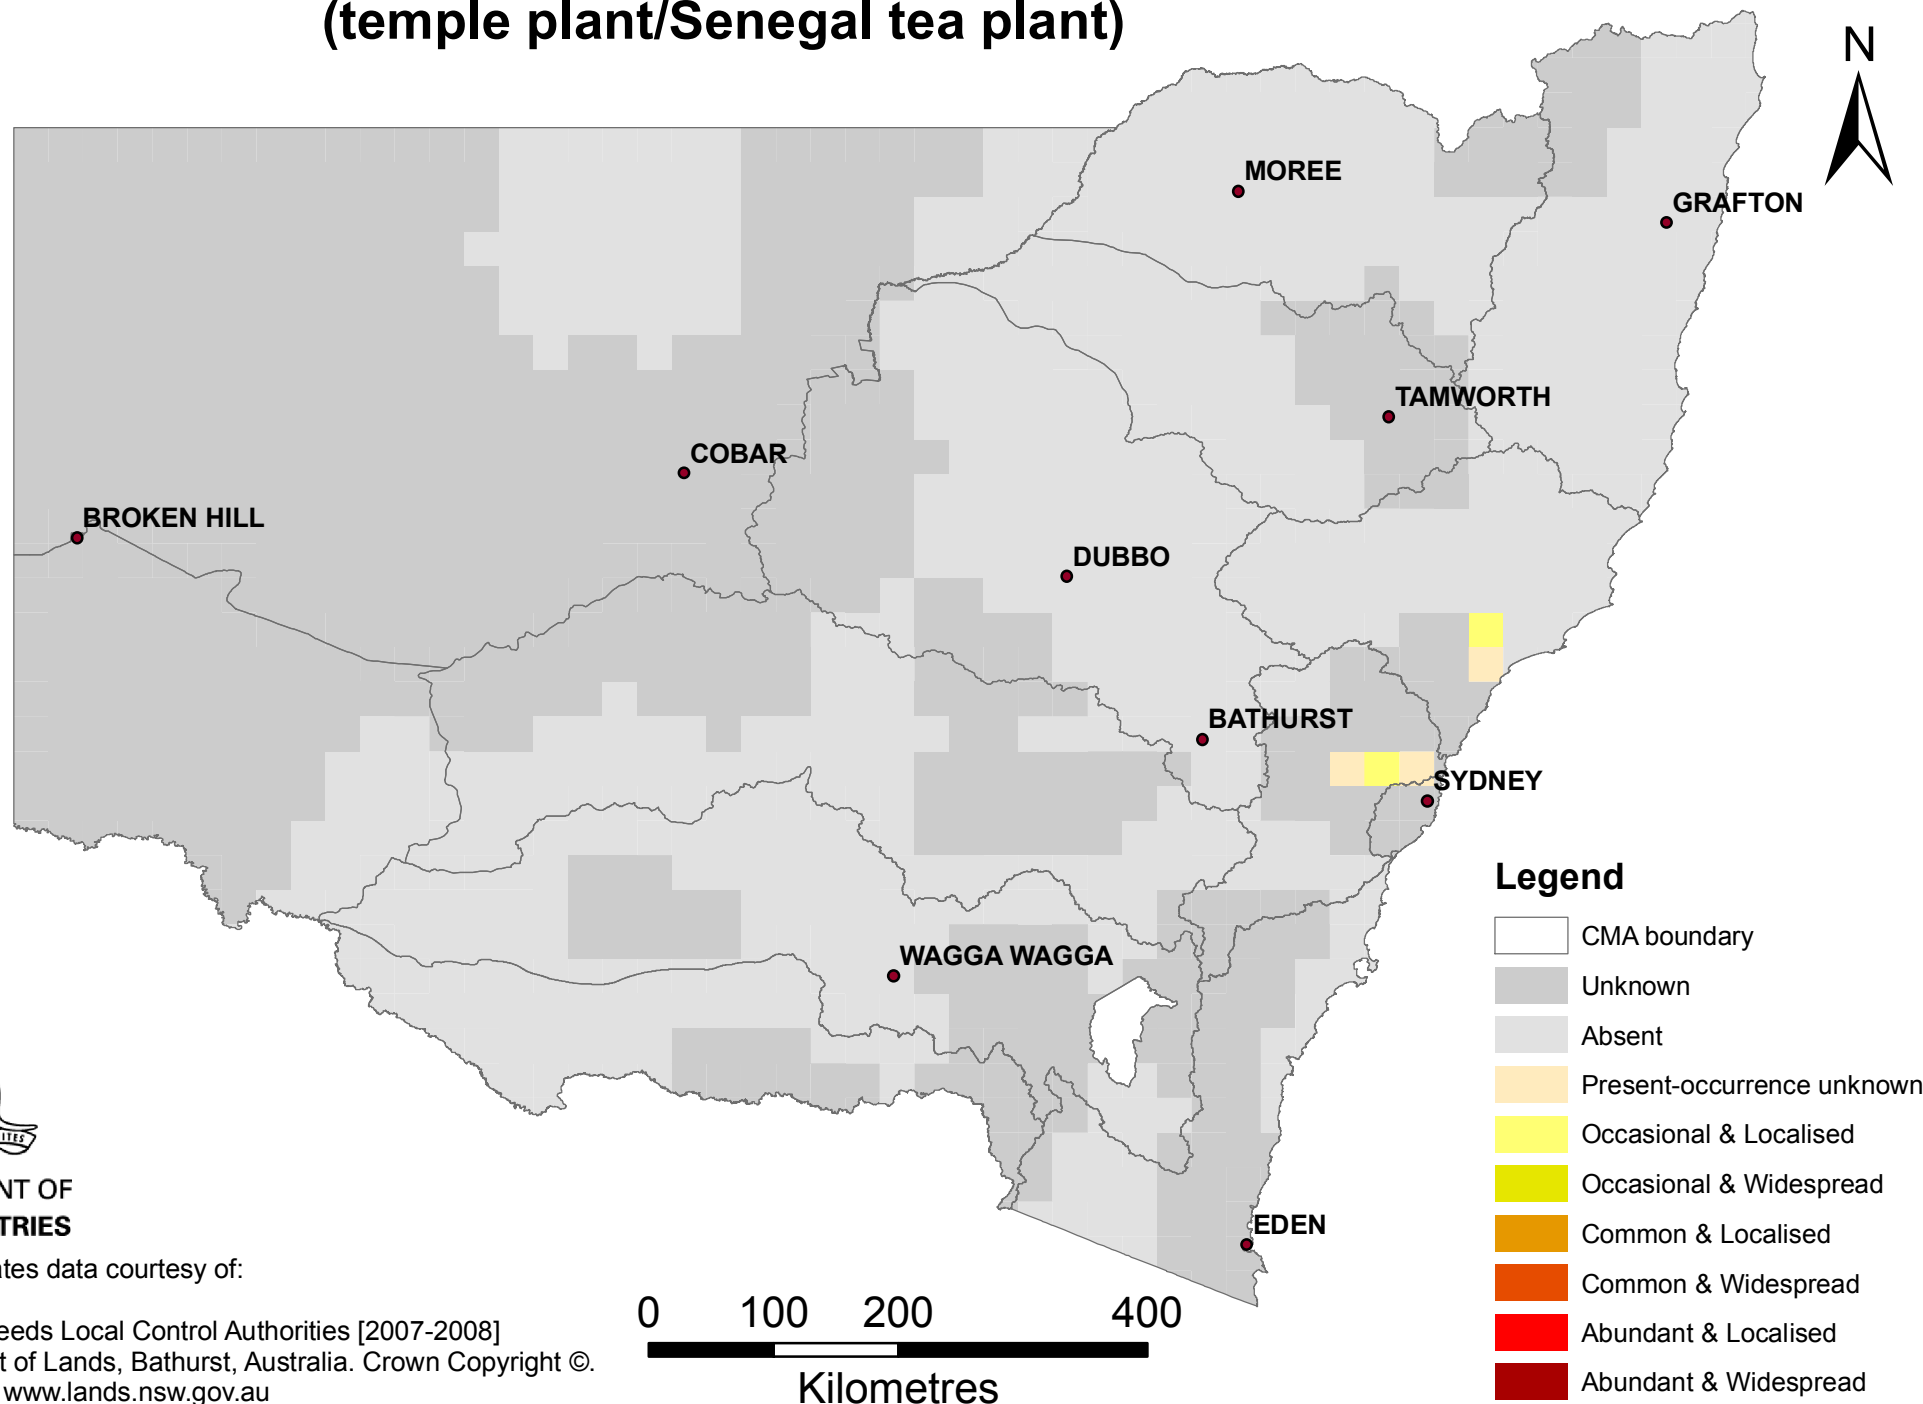 (temple plant/Senegal tea plant)
N
MOREE
GRAFTON
TAMWORTH
COBAR
BROKEN HILL
DUBBO
BATHURST
SYDNEY
WAGGA WAGGA
EDEN
Legend
CMA boundary
Unknown
Absent
Present-occurrence unknown
Occasional & Localised
Occasional & Widespread
Common & Localised
Common & Widespread
Abundant & Localised
Abundant & Widespread
ITES
NT OF
TRIES
ates data courtesy of:
eeds Local Control Authorities [2007-2008]
t of Lands, Bathurst, Australia. Crown Copyright ©.
www.lands.nsw.gov.au
0 100 200 400
Kilometres